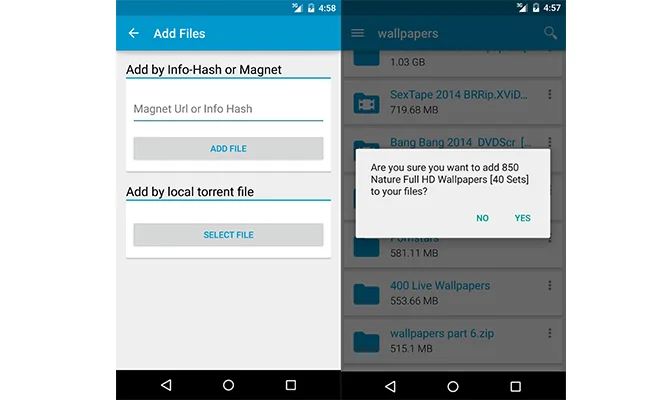 3G 4:58
Add Files
Add by Info-Hash or Magnet
Magnet Url or Info Hash
ADD FILE
Add by local torrent file
SELECT FILE
3G 4:57
wallpapers
1.03 GB
SexTape 2014 BRRip.XViD...
719.68 MB
Bang Bang 2014 DVDScr [...
Are you sure you want to add 850
Nature Full HD Wallpapers [40 Sets]
to your files?
NO YES
581.11 MB
400 Live Wallpapers
553.66 MB
wallpapers part 6.zip
515.1 MB